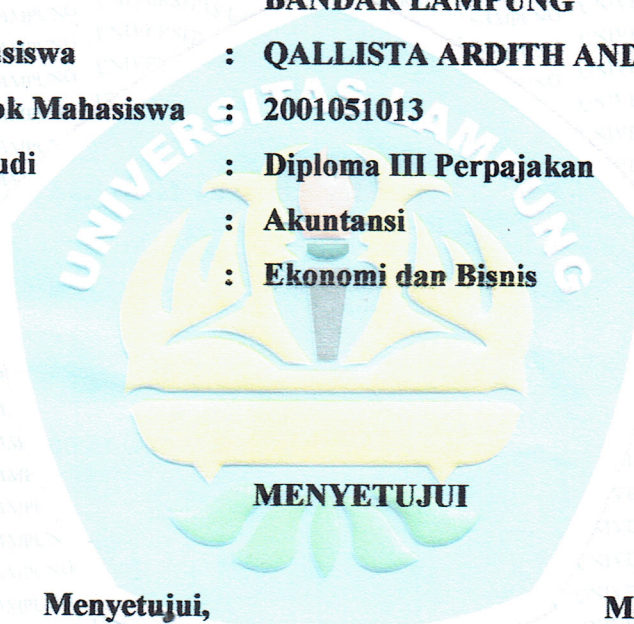 BANDAR LAMPUNG
siswa : QALLISTA ARDITH AND
ok Mahasiswa : 2001051013
udi : Diploma III Perpajakan
: Akuntansi
: Ekonomi dan Bisnis
UNIVERSITAS LAMPUNG
MENYETUJUI
Menyetujui, M